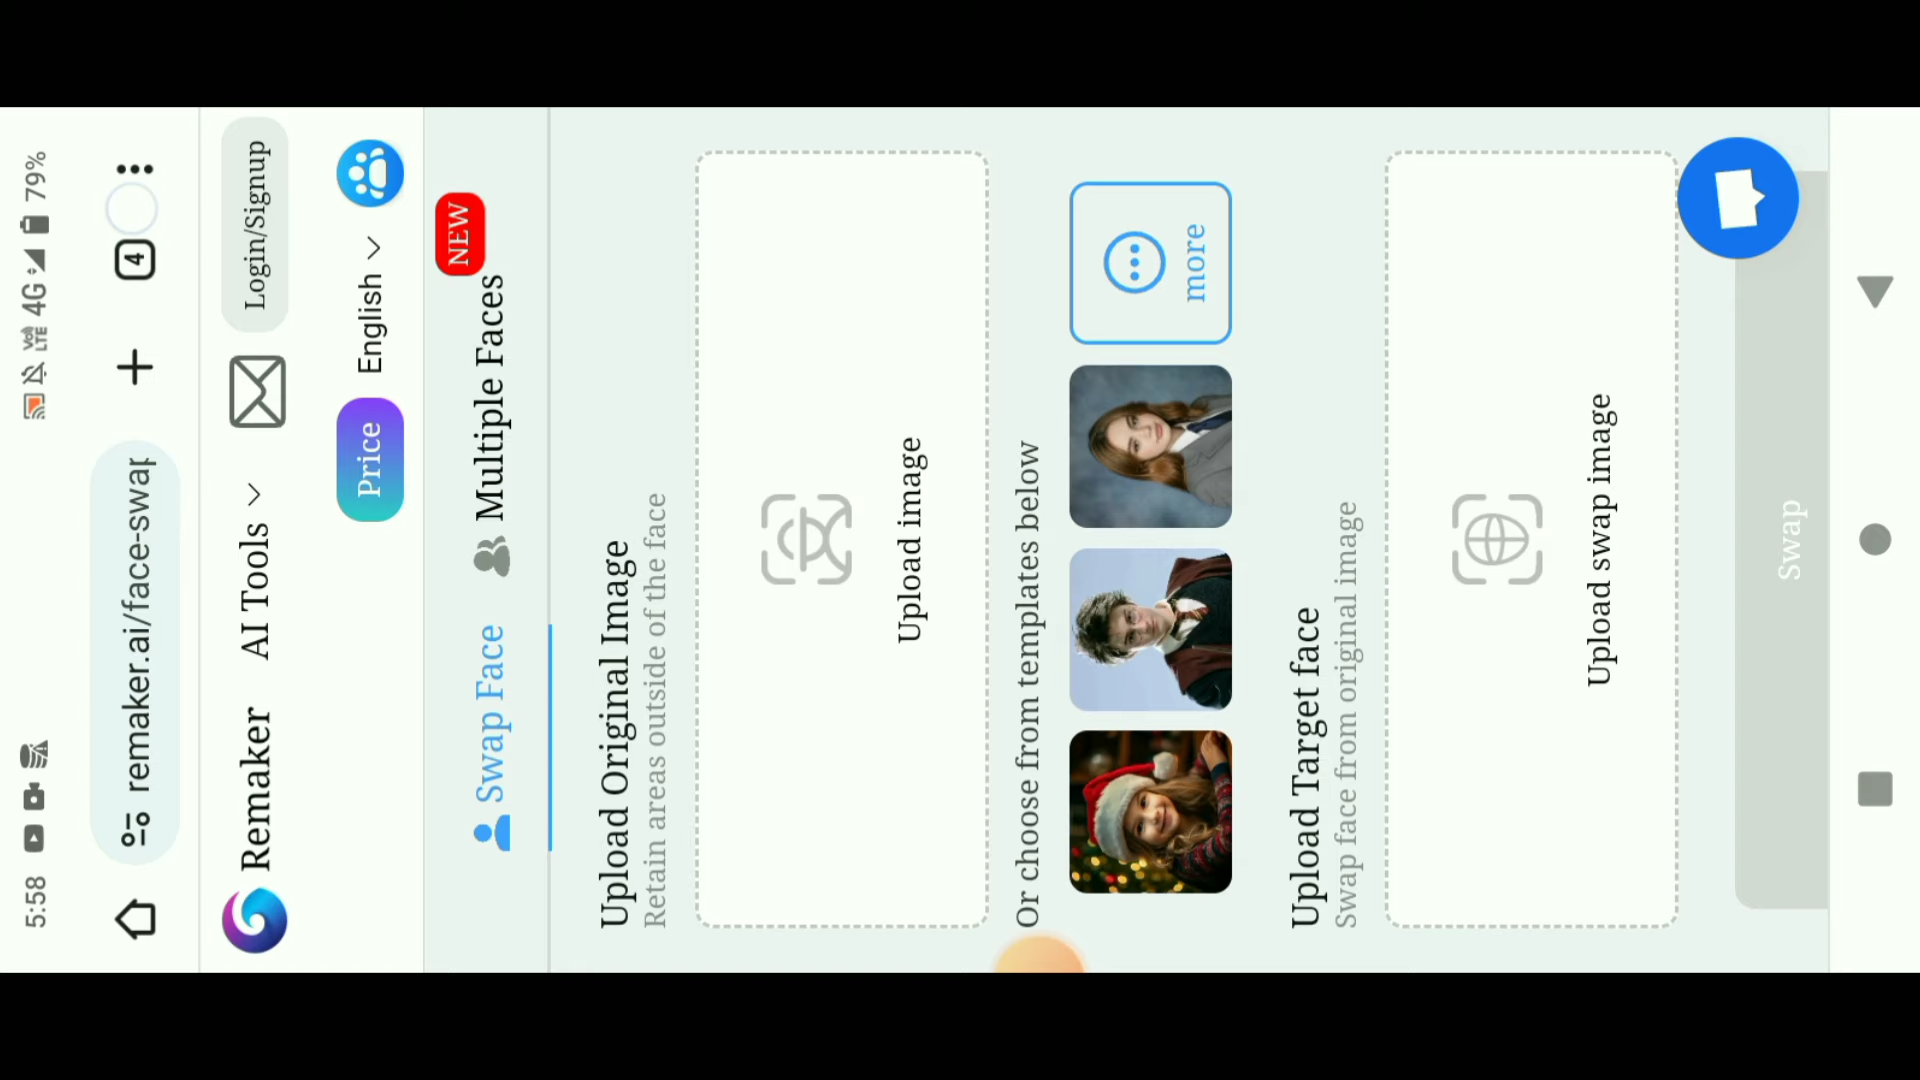 5:58
VoLTE 4G 79%
remaker.ai/face-swap
4
Remaker
AI Tools
Login/Signup
Price
English
Swap Face
Multiple Faces
NEW
Upload Original Image
Retain areas outside of the face
Upload image
Or choose from templates below
more
Upload Target face
Swap face from original image
Upload swap image
Swap